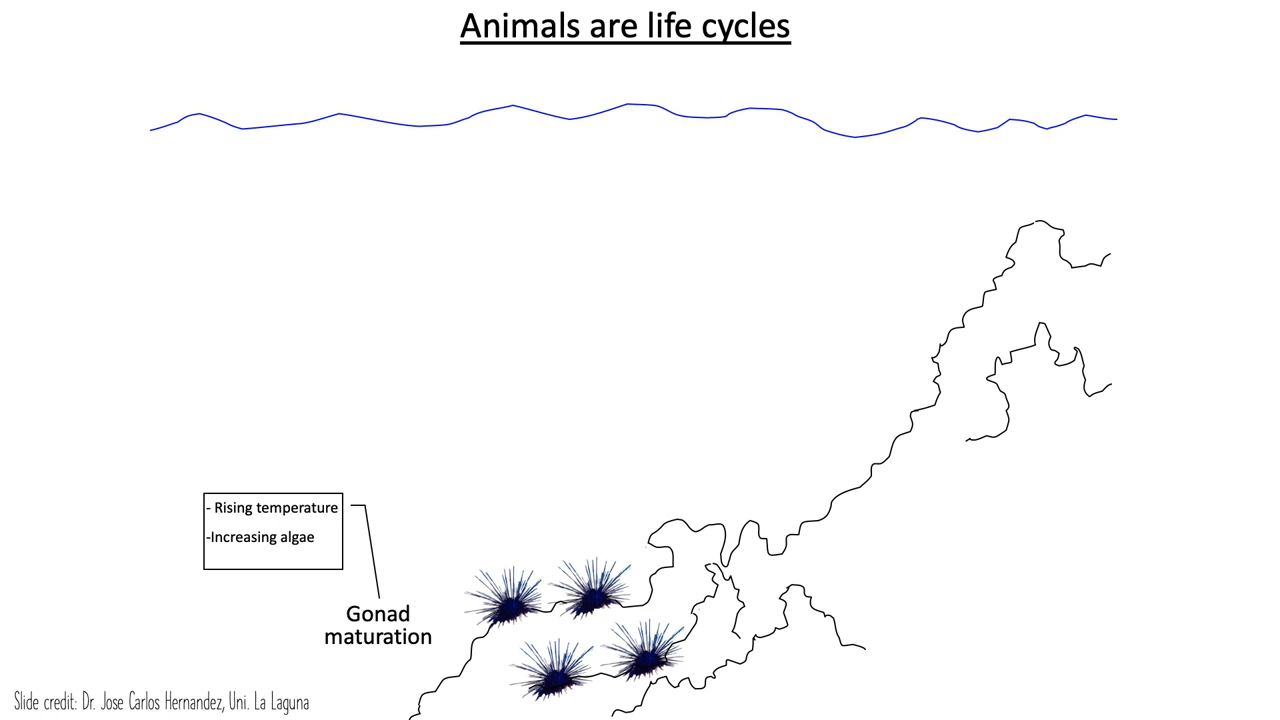 Animals are life cycles
- Rising temperature
-Increasing algae
Gonad
maturation
Slide credit: Dr. Jose Carlos Hernandez, Uni. La Laguna